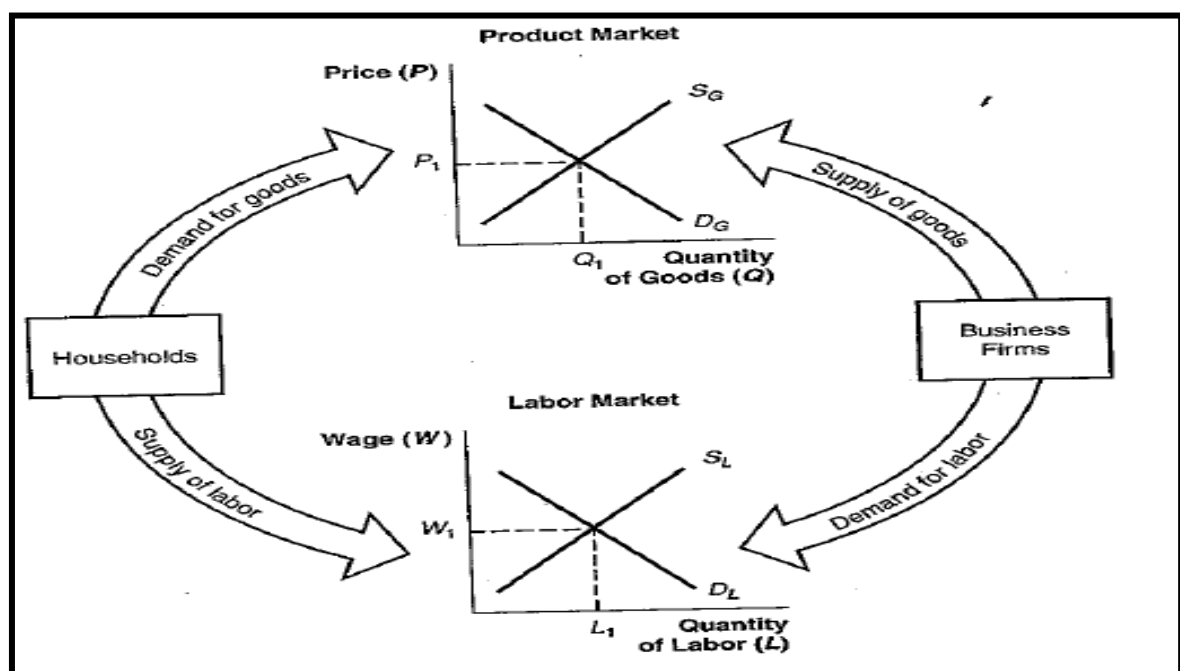 Product Market
Price (P)
S_G
P_1
D_G
Q_1
Quantity
of Goods (Q)
Demand for goods
Supply of goods
Households
Business
Firms
Supply of labor
Demand for labor
Labor Market
Wage (W)
S_L
W_1
D_L
L_1
Quantity
of Labor (L)